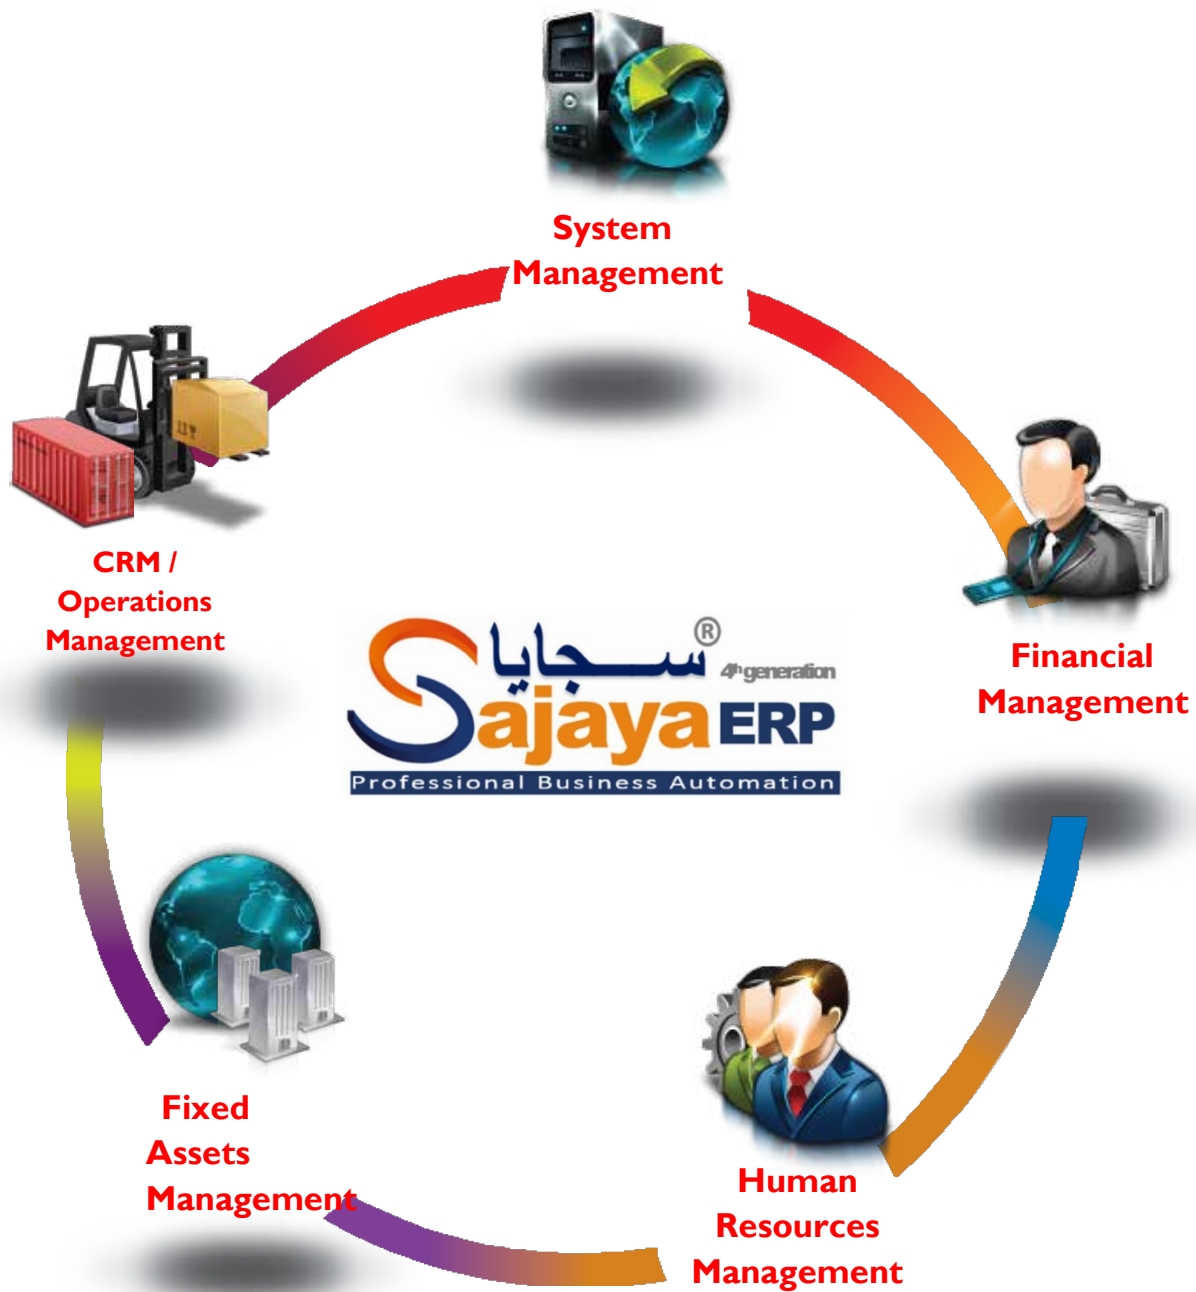 System
Management
CRM /
Operations
Management
سجايا®
4th generation
Sajaya ERP
Professional Business Automation
Financial
Management
Fixed
Assets
Management
Human
Resources
Management